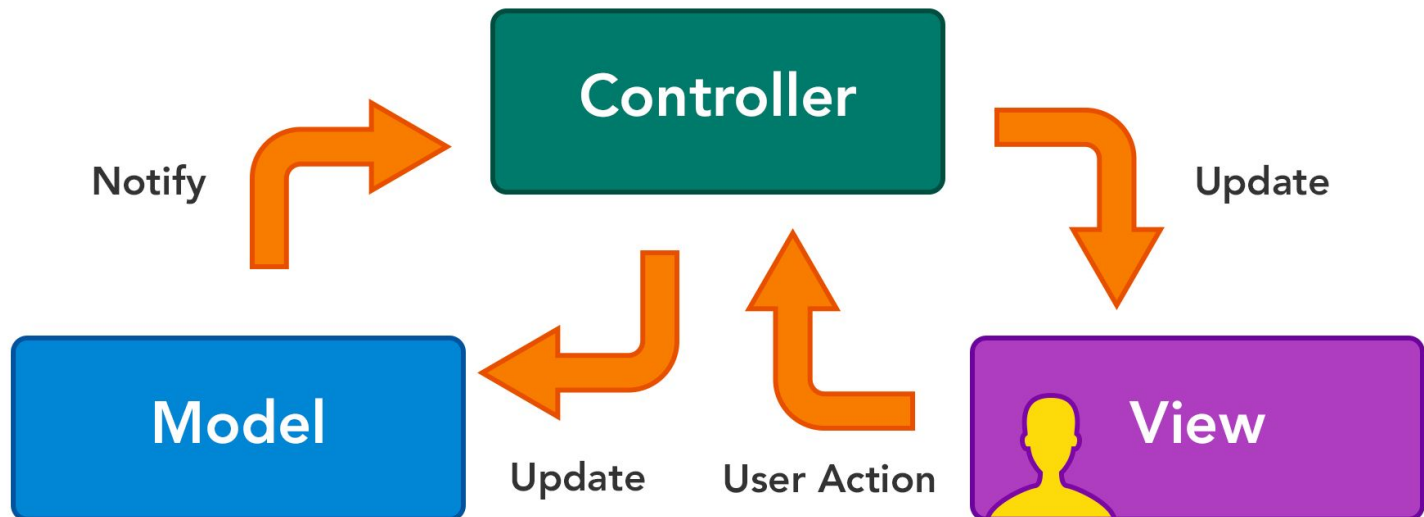 Controller
Notify
Update
Model
View
Update
User Action